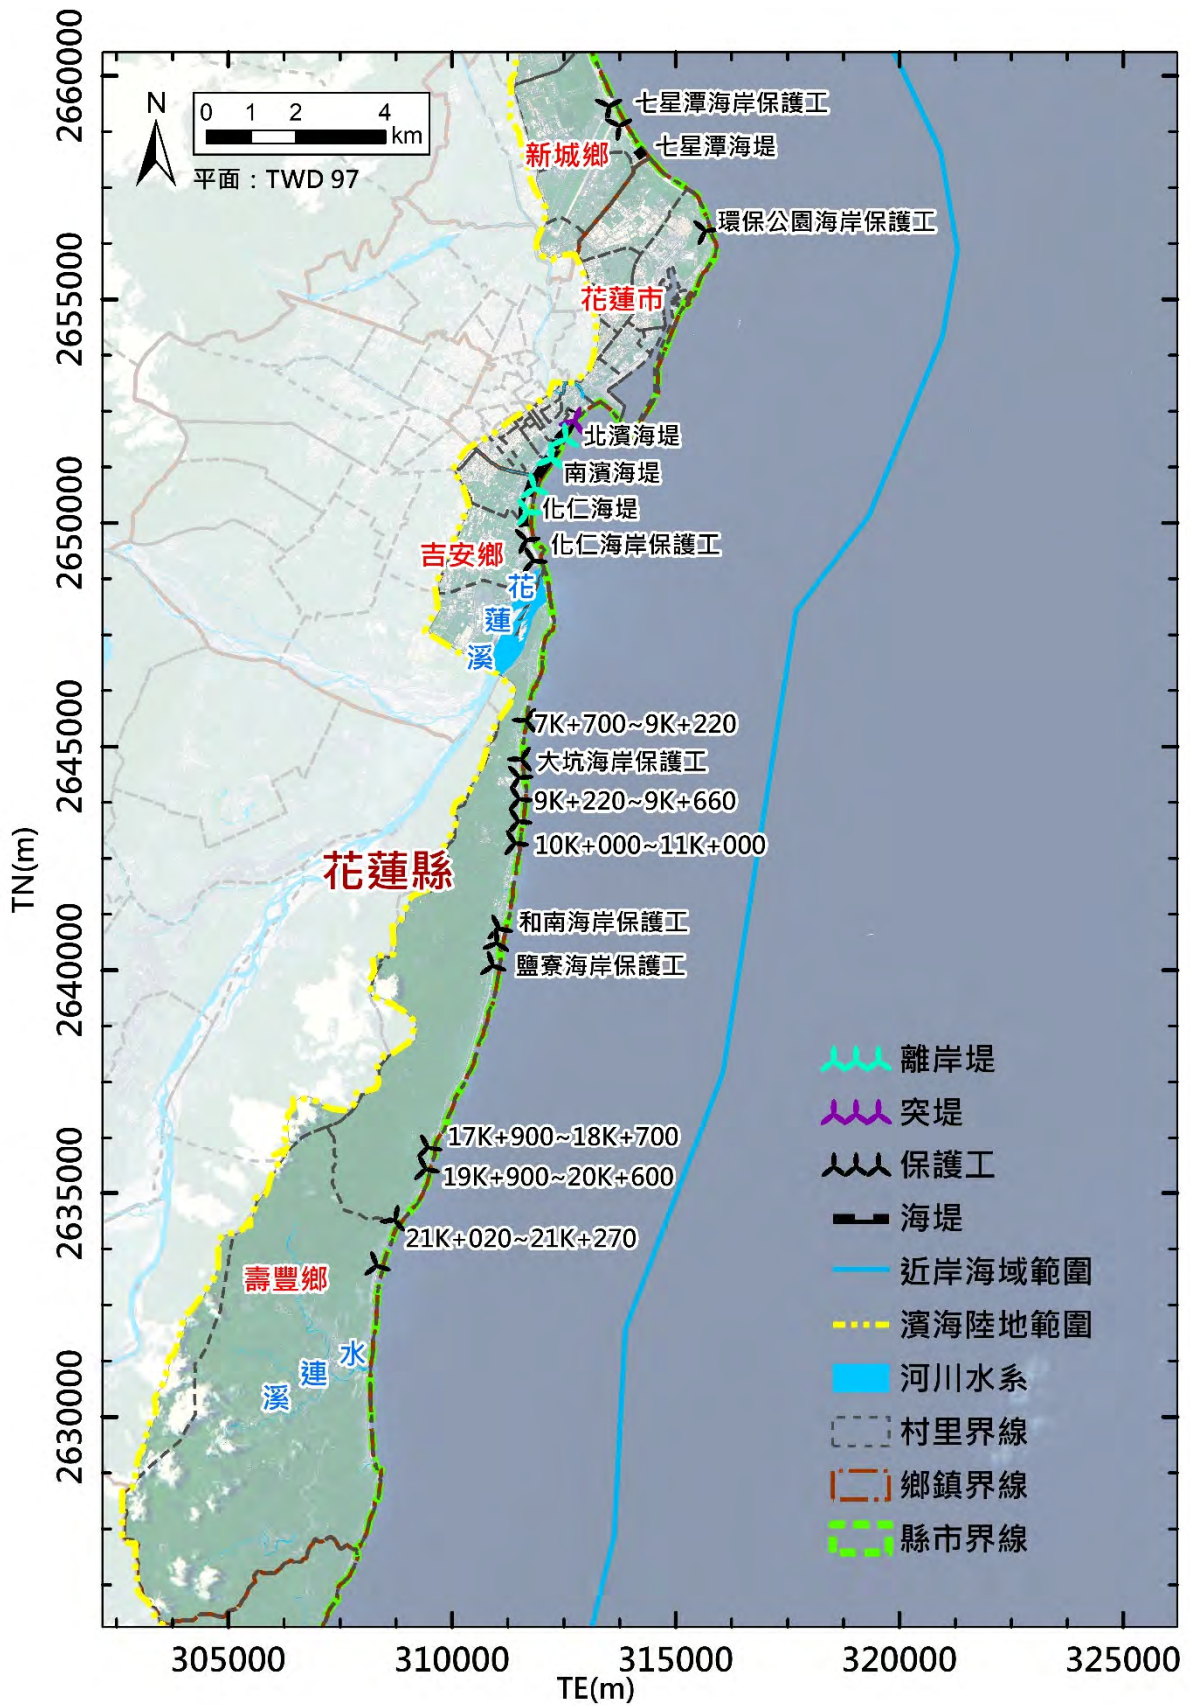 N
0 1 2 4
km
平面：TWD 97
新城鄉
七星潭海岸保護工
七星潭海堤
環保公園海岸保護工
花蓮市
北濱海堤
南濱海堤
化仁海堤
化仁海岸保護工
吉安鄉
花蓮溪
7K+700~9K+220
大坑海岸保護工
9K+220~9K+660
10K+000~11K+000
花蓮縣
和南海岸保護工
鹽寮海岸保護工
17K+900~18K+700
19K+900~20K+600
21K+020~21K+270
壽豐鄉
水連溪
離岸堤
突堤
保護工
海堤
近岸海域範圍
濱海陸地範圍
河川水系
村里界線
鄉鎮界線
縣市界線
TN(m)
2660000
2655000
2650000
2645000
2640000
2635000
2630000
305000 310000 315000 320000 325000
TE(m)